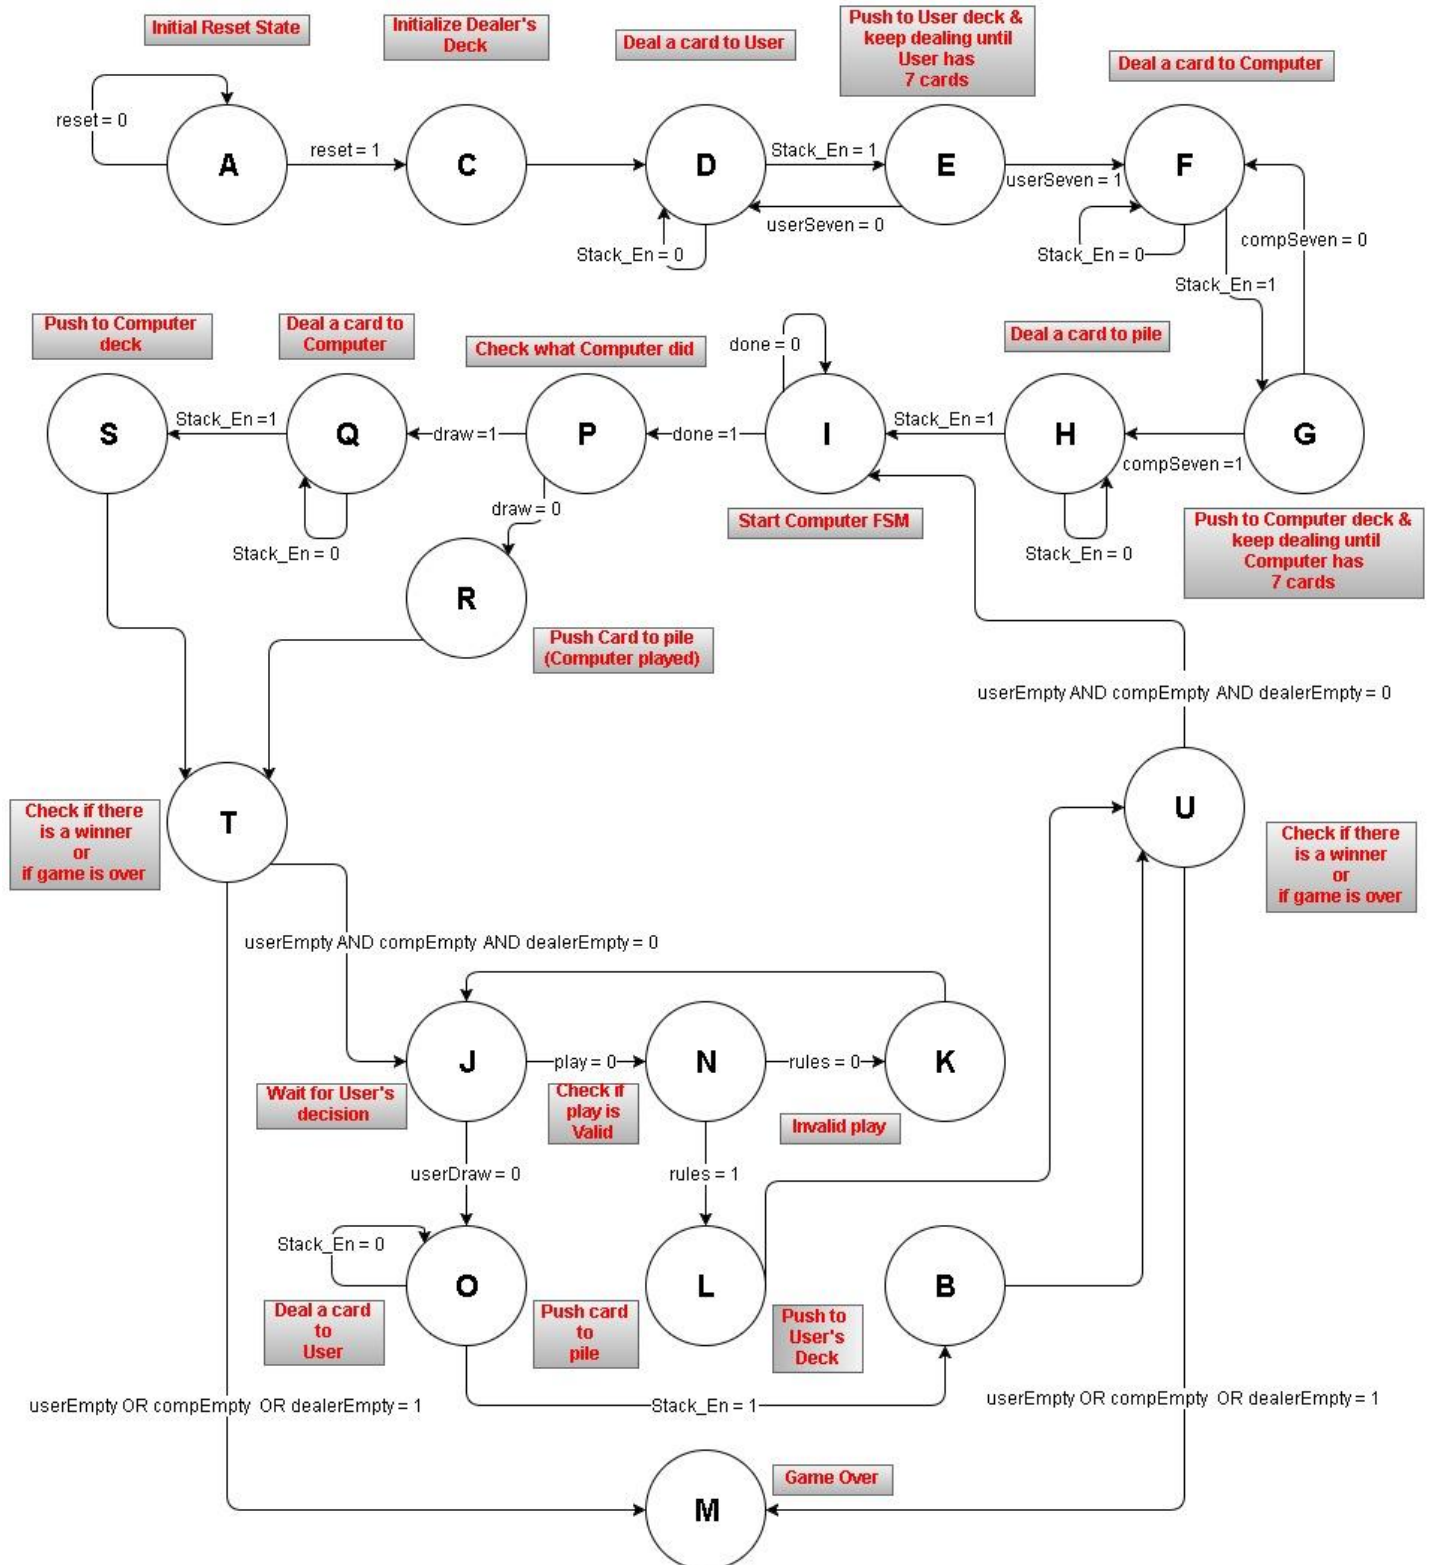 Initial Reset State
Initialize Dealer's
Deck
Deal a card to User
Push to User deck &
keep dealing until
User has
7 cards
Deal a card to Computer
reset = 0
A
reset = 1
C
D
Stack_En = 1
E
userSeven = 1
F
userSeven = 0
Stack_En = 0
Stack_En = 0
compSeven = 0
Stack_En =1
Push to Computer
deck
Deal a card to
Computer
Check what Computer did
done = 0
Deal a card to pile
S
Stack_En =1
Q
draw =1
P
done =1
I
Stack_En =1
H
compSeven =1
G
Stack_En = 0
draw = 0
Start Computer FSM
Stack_En = 0
Push to Computer deck &
keep dealing until
Computer has
7 cards
R
Push Card to pile
(Computer played)
userEmpty AND compEmpty AND dealerEmpty = 0
Check if there
is a winner
or
if game is over
T
U
Check if there
is a winner
or
if game is over
userEmpty AND compEmpty AND dealerEmpty = 0
J
play = 0
N
rules = 0
K
Wait for User's
decision
Check if
play is
Valid
Invalid play
userDraw = 0
rules = 1
Stack_En = 0
O
L
B
Deal a card
to
User
Push card
to
pile
Push to
User's
Deck
userEmpty OR compEmpty OR dealerEmpty = 1
Stack_En = 1
userEmpty OR compEmpty OR dealerEmpty = 1
Game Over
M